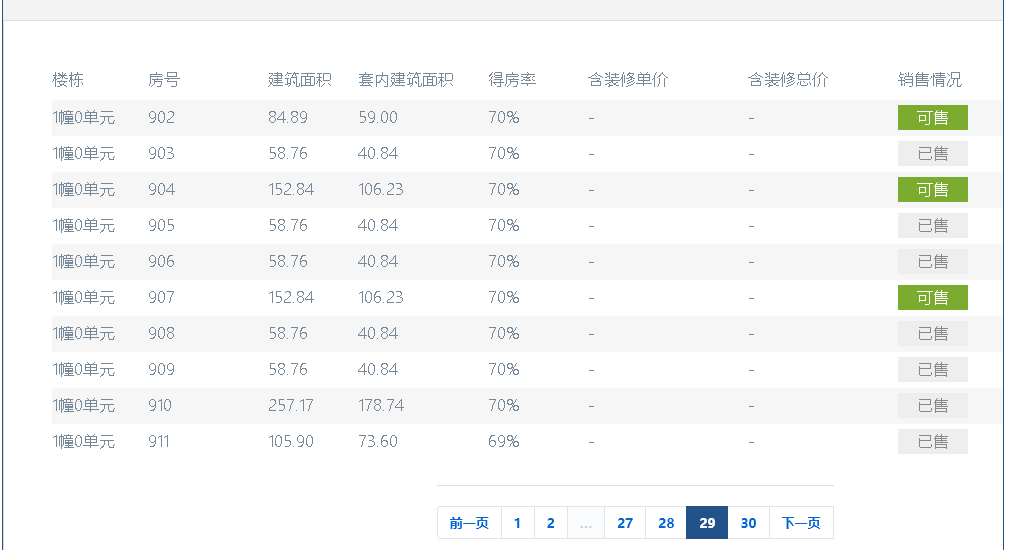 楼栋 房号 建筑面积 套内建筑面积 得房率 含装修单价 含装修总价 销售情况
1幢0单元 902 84.89 59.00 70% - - 可售
1幢0单元 903 58.76 40.84 70% - - 已售
1幢0单元 904 152.84 106.23 70% - - 可售
1幢0单元 905 58.76 40.84 70% - - 已售
1幢0单元 906 58.76 40.84 70% - - 已售
1幢0单元 907 152.84 106.23 70% - - 可售
1幢0单元 908 58.76 40.84 70% - - 已售
1幢0单元 909 58.76 40.84 70% - - 已售
1幢0单元 910 257.17 178.74 70% - - 已售
1幢0单元 911 105.90 73.60 69% - - 已售
前一页 1 2 ... 27 28 29 30 下一页